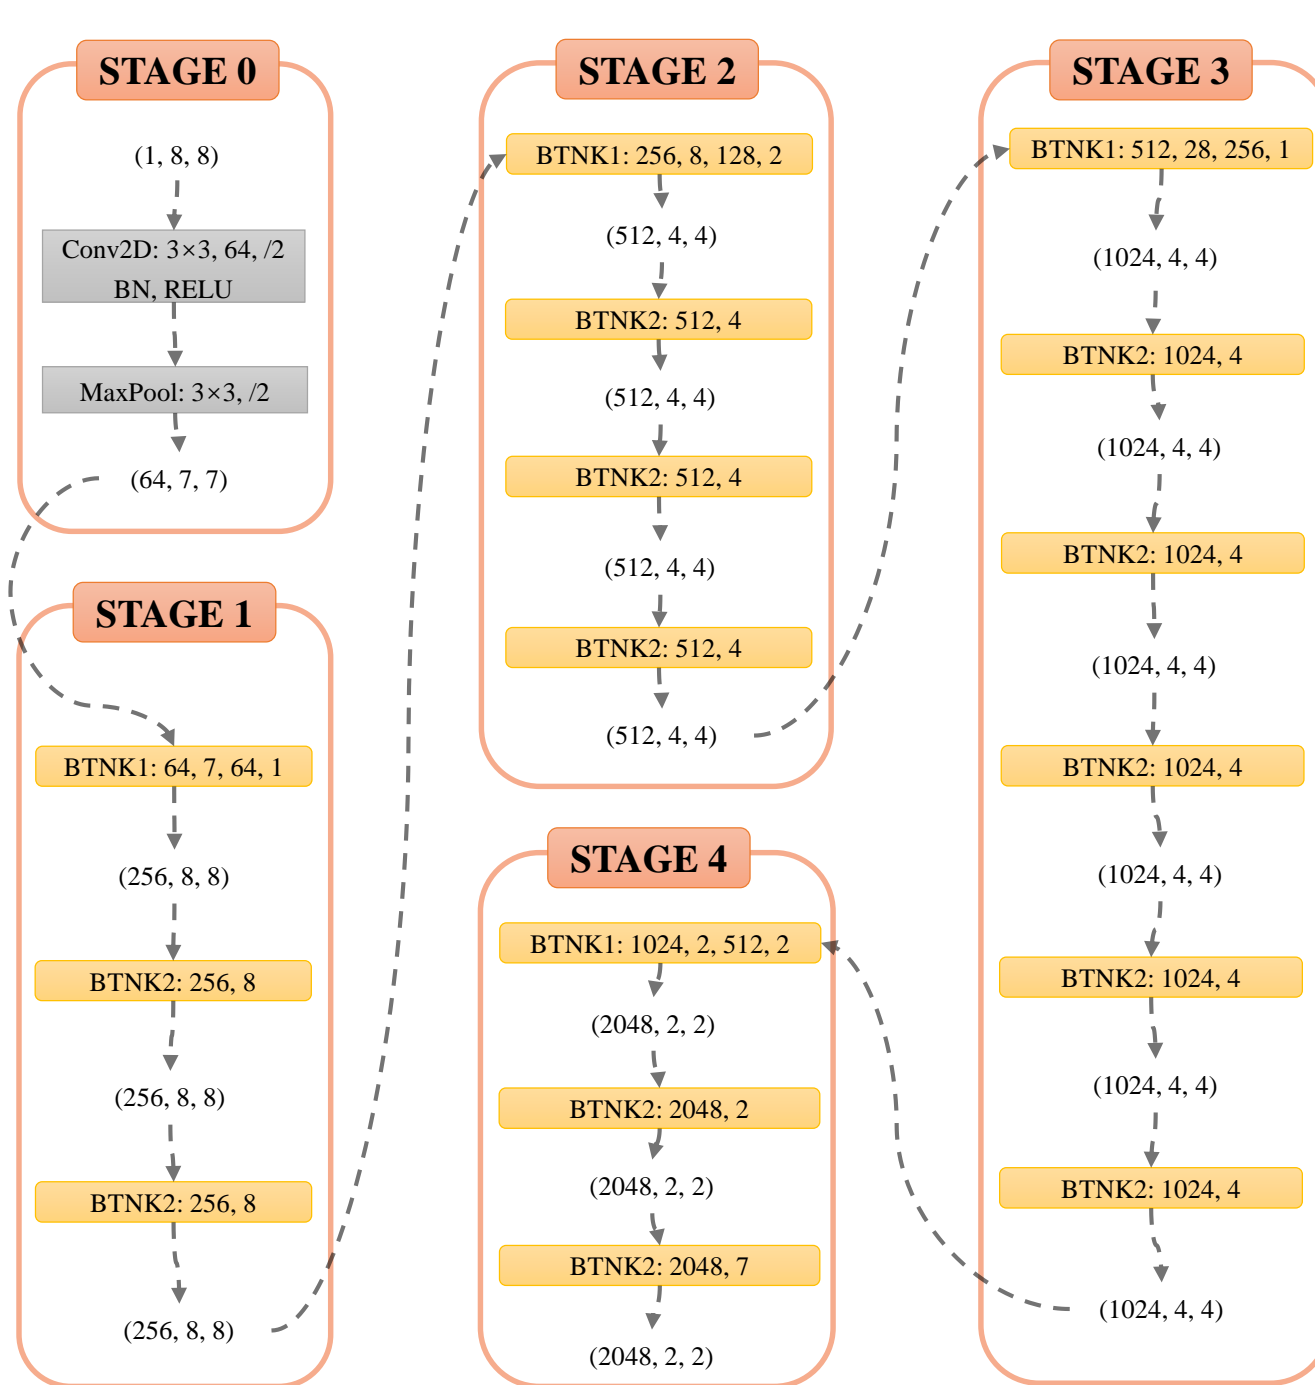 STAGE 0
(1, 8, 8)
Conv2D: 3×3, 64, /2
BN, RELU
MaxPool: 3×3, /2
(64, 7, 7)
STAGE 1
BTNK1: 64, 7, 64, 1
(256, 8, 8)
BTNK2: 256, 8
(256, 8, 8)
BTNK2: 256, 8
(256, 8, 8)
STAGE 2
BTNK1: 256, 8, 128, 2
(512, 4, 4)
BTNK2: 512, 4
(512, 4, 4)
BTNK2: 512, 4
(512, 4, 4)
BTNK2: 512, 4
(512, 4, 4)
STAGE 3
BTNK1: 512, 28, 256, 1
(1024, 4, 4)
BTNK2: 1024, 4
(1024, 4, 4)
BTNK2: 1024, 4
(1024, 4, 4)
BTNK2: 1024, 4
(1024, 4, 4)
BTNK2: 1024, 4
(1024, 4, 4)
BTNK2: 1024, 4
(1024, 4, 4)
STAGE 4
BTNK1: 1024, 2, 512, 2
(2048, 2, 2)
BTNK2: 2048, 2
(2048, 2, 2)
BTNK2: 2048, 7
(2048, 2, 2)